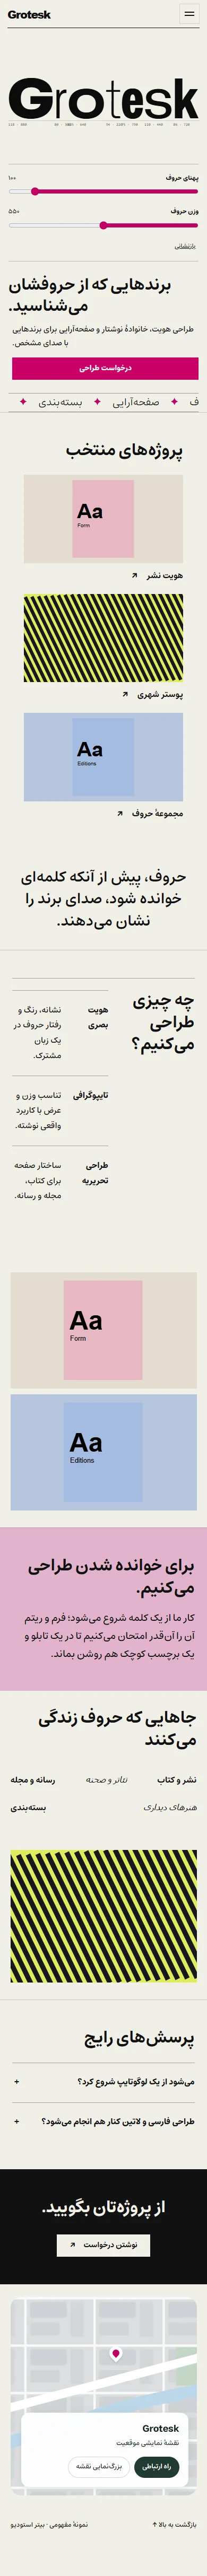 Grotesk
Grotesk
پهنای حروف
۱۰۰
وزن حروف
۵۵۰
بازنشانی
برندهایی که از حروفشان
می‌شناسید.
طراحی هویت، خانوادهٔ نوشتار و صفحه‌آرایی برای برندهایی
با صدای مشخص.
درخواست طراحی
ف ✦ صفحه‌آرایی ✦ بسته‌بندی ✦
پروژه‌های منتخب
Aa
Form
هویت نشر ↗
پوستر شهری ↗
Aa
Editions
مجموعهٔ حروف ↗
حروف، پیش از آنکه کلمه‌ای
خوانده شود، صدای برند را
نشان می‌دهند.
چه چیزی
طراحی
می‌کنیم؟
هویت
بصری
نشانه، رنگ و
رفتار حروف در
یک زبان
مشترک.
تایپوگرافی
تناسب وزن و
عرض با کاربرد
واقعی نوشته.
طراحی
تحریریه
ساختار صفحه
برای کتاب،
مجله و رسانه.
Aa
Form
Aa
Editions
برای خوانده شدن طراحی
می‌کنیم.
کار ما از یک کلمه شروع می‌شود؛ فرم و ریتم
آن را آن‌قدر امتحان می‌کنیم تا در یک تابلو و
یک برچسب کوچک هم روشن بماند.
جاهایی که حروف زندگی
می‌کنند
نشر و کتاب
تئاتر و صحنه
رسانه و مجله
هنرهای دیداری
بسته‌بندی
پرسش‌های رایج
می‌شود از یک لوگوتایپ شروع کرد؟ +
طراحی فارسی و لاتین کنار هم انجام می‌شود؟ +
از پروژه‌تان بگویید.
نوشتن درخواست ↗
Grotesk
نقشهٔ نمایشی موقعیت
راه ارتباطی
بزرگ‌نمایی نقشه
بازگشت به بالا ↑
نمونهٔ مفهومی · بیتر استودیو